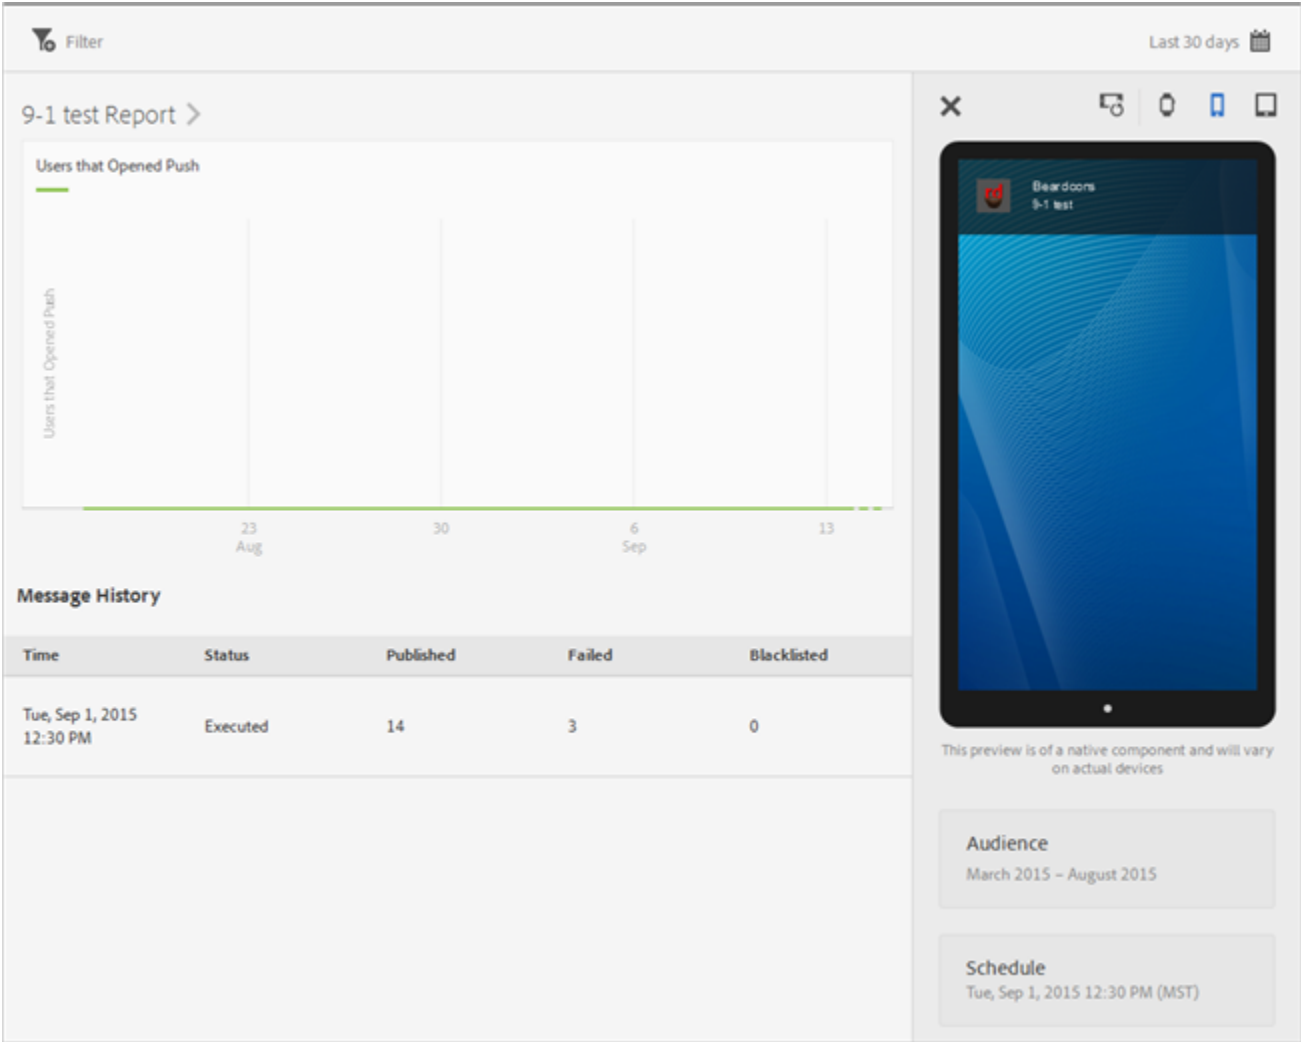 Filter
Last 30 days
9-1 test Report
Users that Opened Push
Users that Opened Push
23
Aug
30
6
Sep
13
Message History
Time Status Published Failed Blacklisted
Tue, Sep 1, 2015
12:30 PM
Executed 14 3 0
Beardcons
9-1 test
This preview is of a native component and will vary
on actual devices
Audience
March 2015 – August 2015
Schedule
Tue, Sep 1, 2015 12:30 PM (MST)